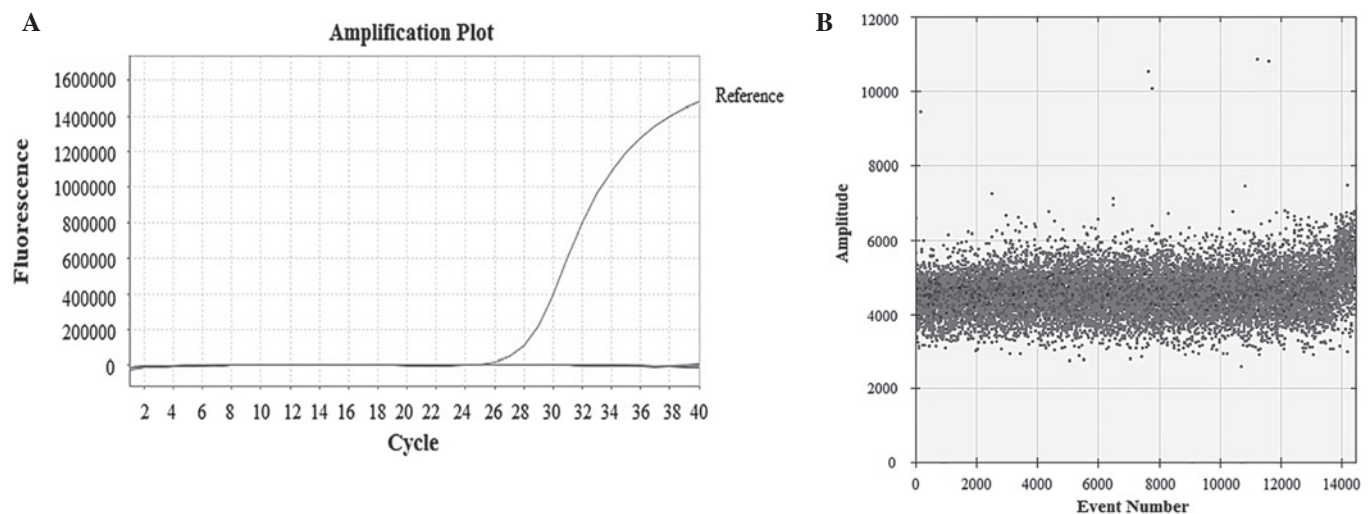 A
Amplification Plot
Fluorescence
1600000
1400000
1200000
1000000
800000
600000
400000
200000
0
2 4 6 8 10 12 14 16 18 20 22 24 26 28 30 32 34 36 38 40
Cycle
Reference
B
Amplitude
12000
10000
8000
6000
4000
2000
0
0 2000 4000 6000 8000 10000 12000 14000
Event Number